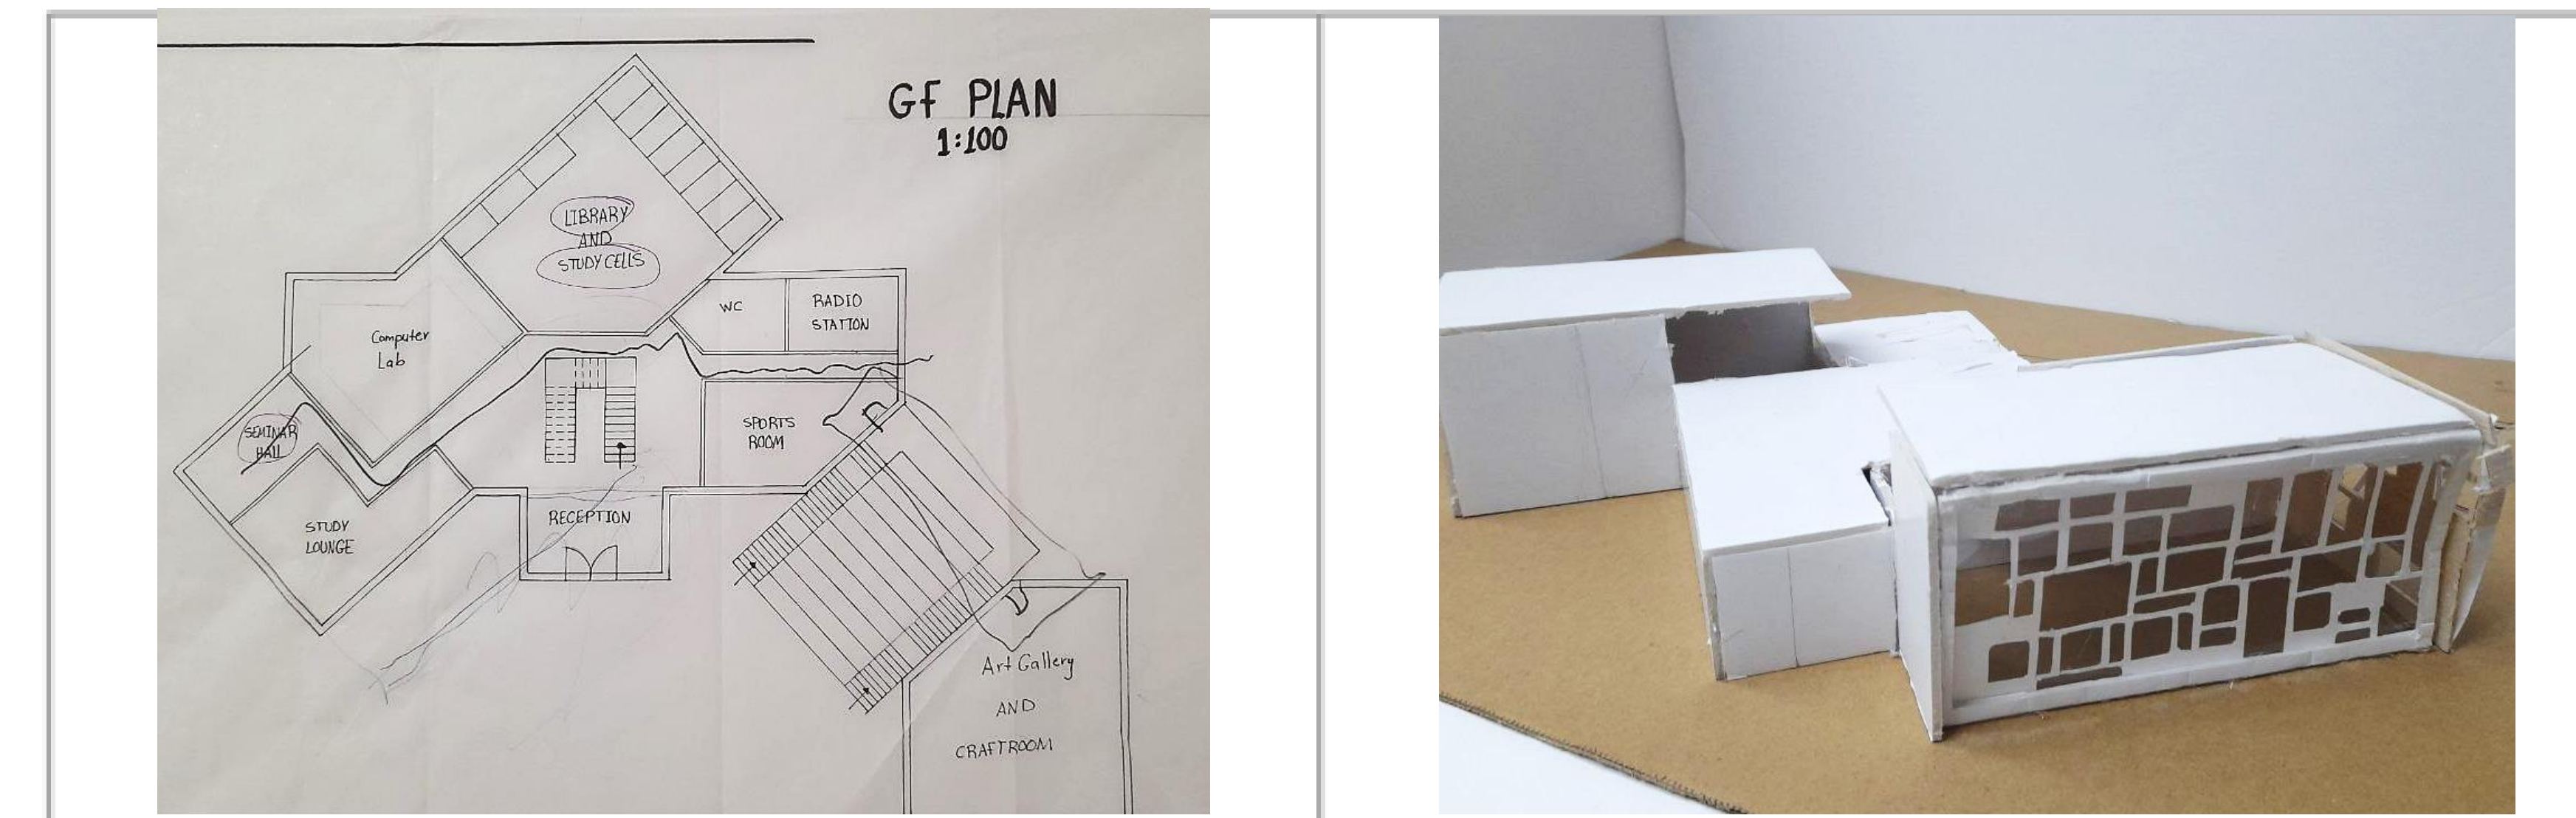 GF PLAN
1:100
LIBRARY
AND
STUDY CELLS
WC
RADIO
STATION
Computer
Lab
SEMINAR
HALL
SPORTS
ROOM
STUDY
LOUNGE
RECEPTION
Art Gallery
AND
CRAFTROOM